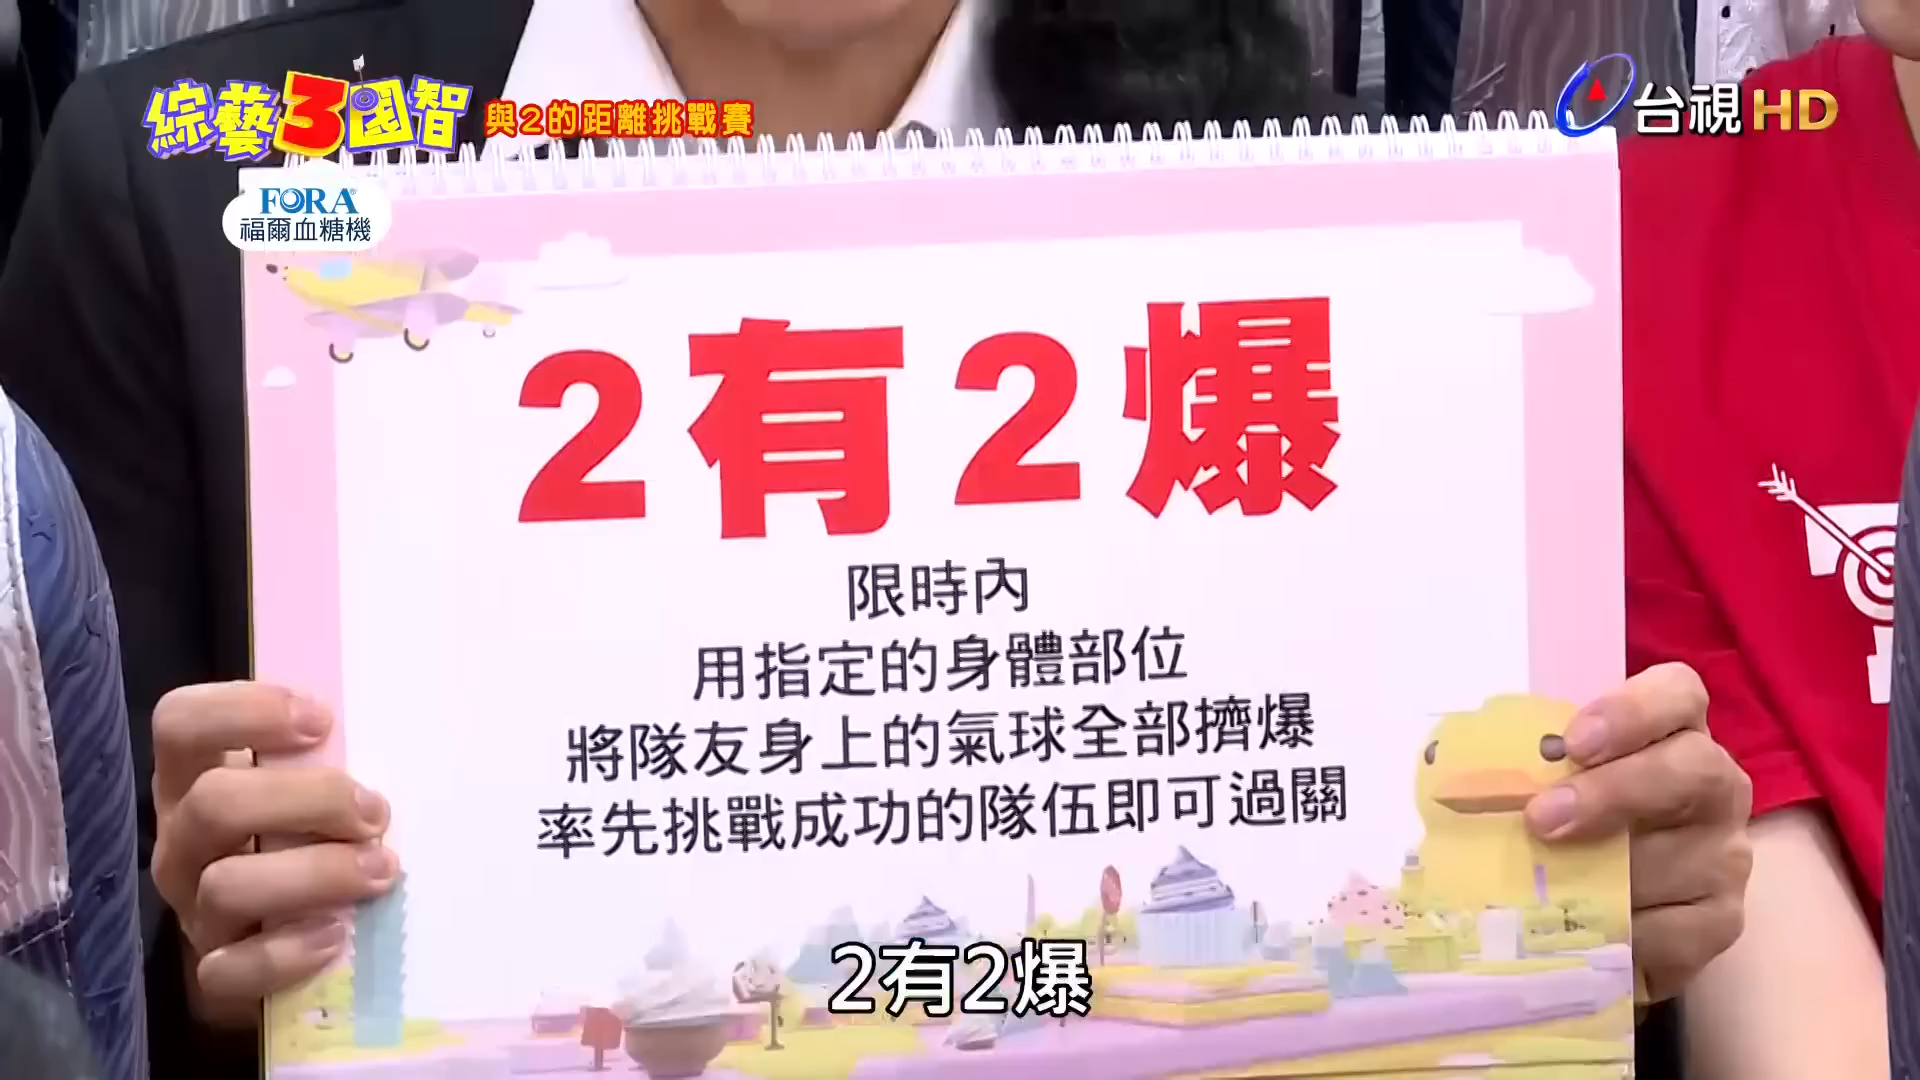 綜藝3國智
與2的距離挑戰賽
台視HD
FORA
福爾血糖機
2有2爆
限時內
用指定的身體部位
將隊友身上的氣球全部擠爆
率先挑戰成功的隊伍即可過關
2有2爆